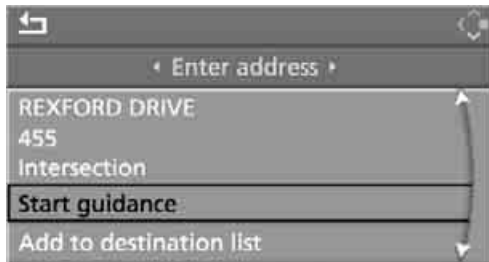 Enter address
REXFORD DRIVE
455
Intersection
Start guidance
Add to destination list